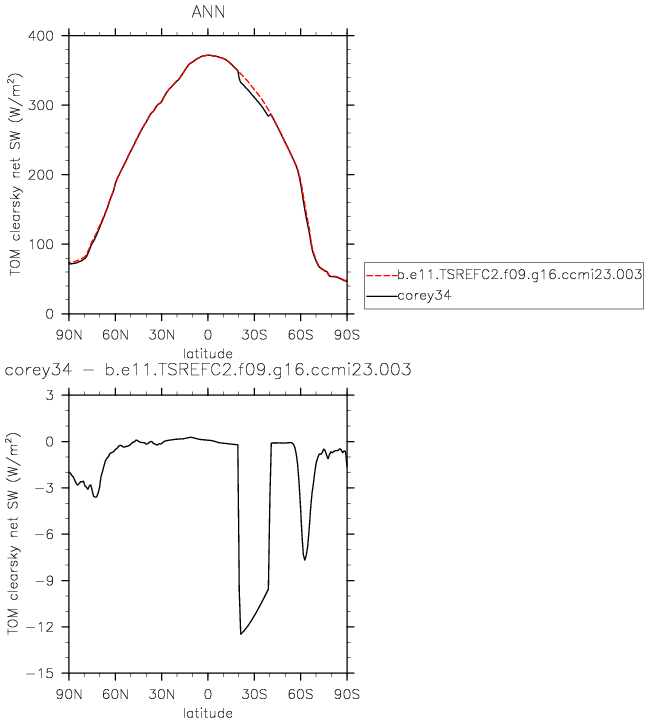 ANN
400
300
200
100
0
TOM clearsky net SW (W/m²)
90N 60N 30N 0 30S 60S 90S
latitude
b.e11.TSREFC2.f09.g16.ccmi23.003
corey34
corey34 − b.e11.TSREFC2.f09.g16.ccmi23.003
3
0
−3
−6
−9
−12
−15
TOM clearsky net SW (W/m²)
90N 60N 30N 0 30S 60S 90S
latitude